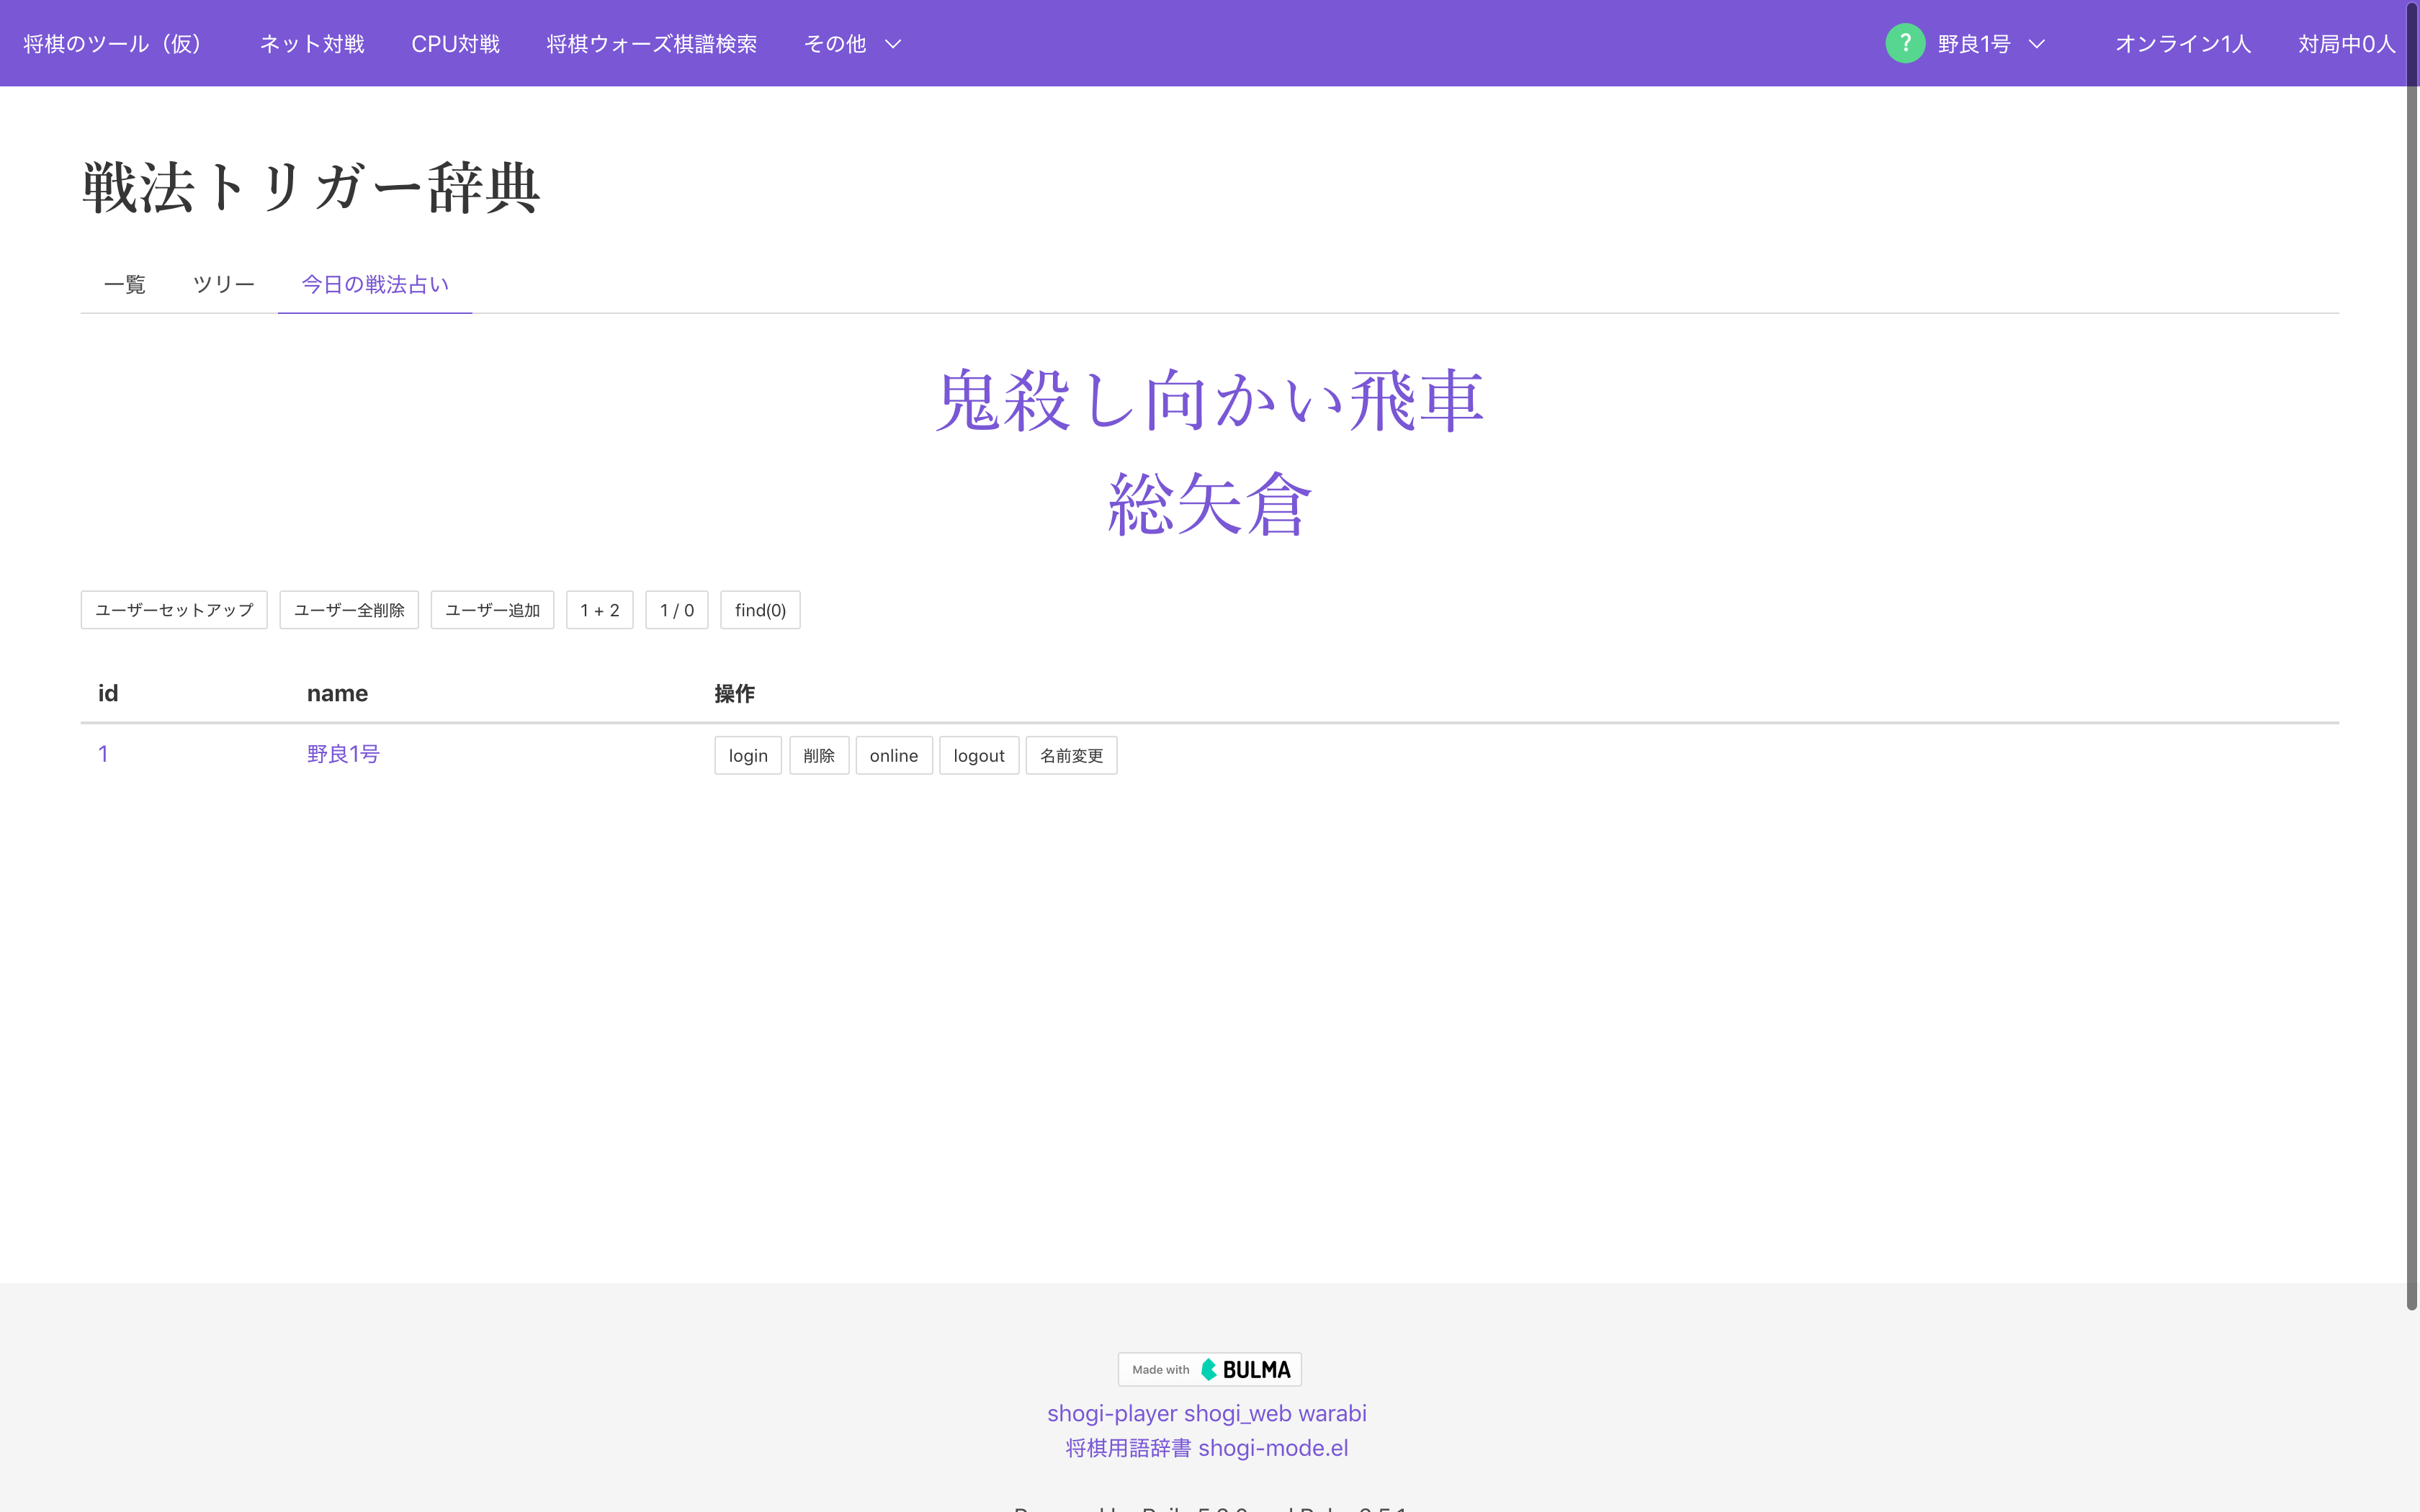 将棋のツール（仮） ネット対戦 CPU対戦 将棋ウォーズ棋譜検索 その他 ? 野良1号 オンライン1人 対局中0人
戦法トリガー辞典
一覧 ツリー 今日の戦法占い
鬼殺し向かい飛車
総矢倉
ユーザーセットアップ ユーザー全削除 ユーザー追加 1 + 2 1 / 0 find(0)
id name 操作
1 野良1号 login 削除 online logout 名前変更
Made with BULMA
shogi-player shogi_web warabi
将棋用語辞書 shogi-mode.el